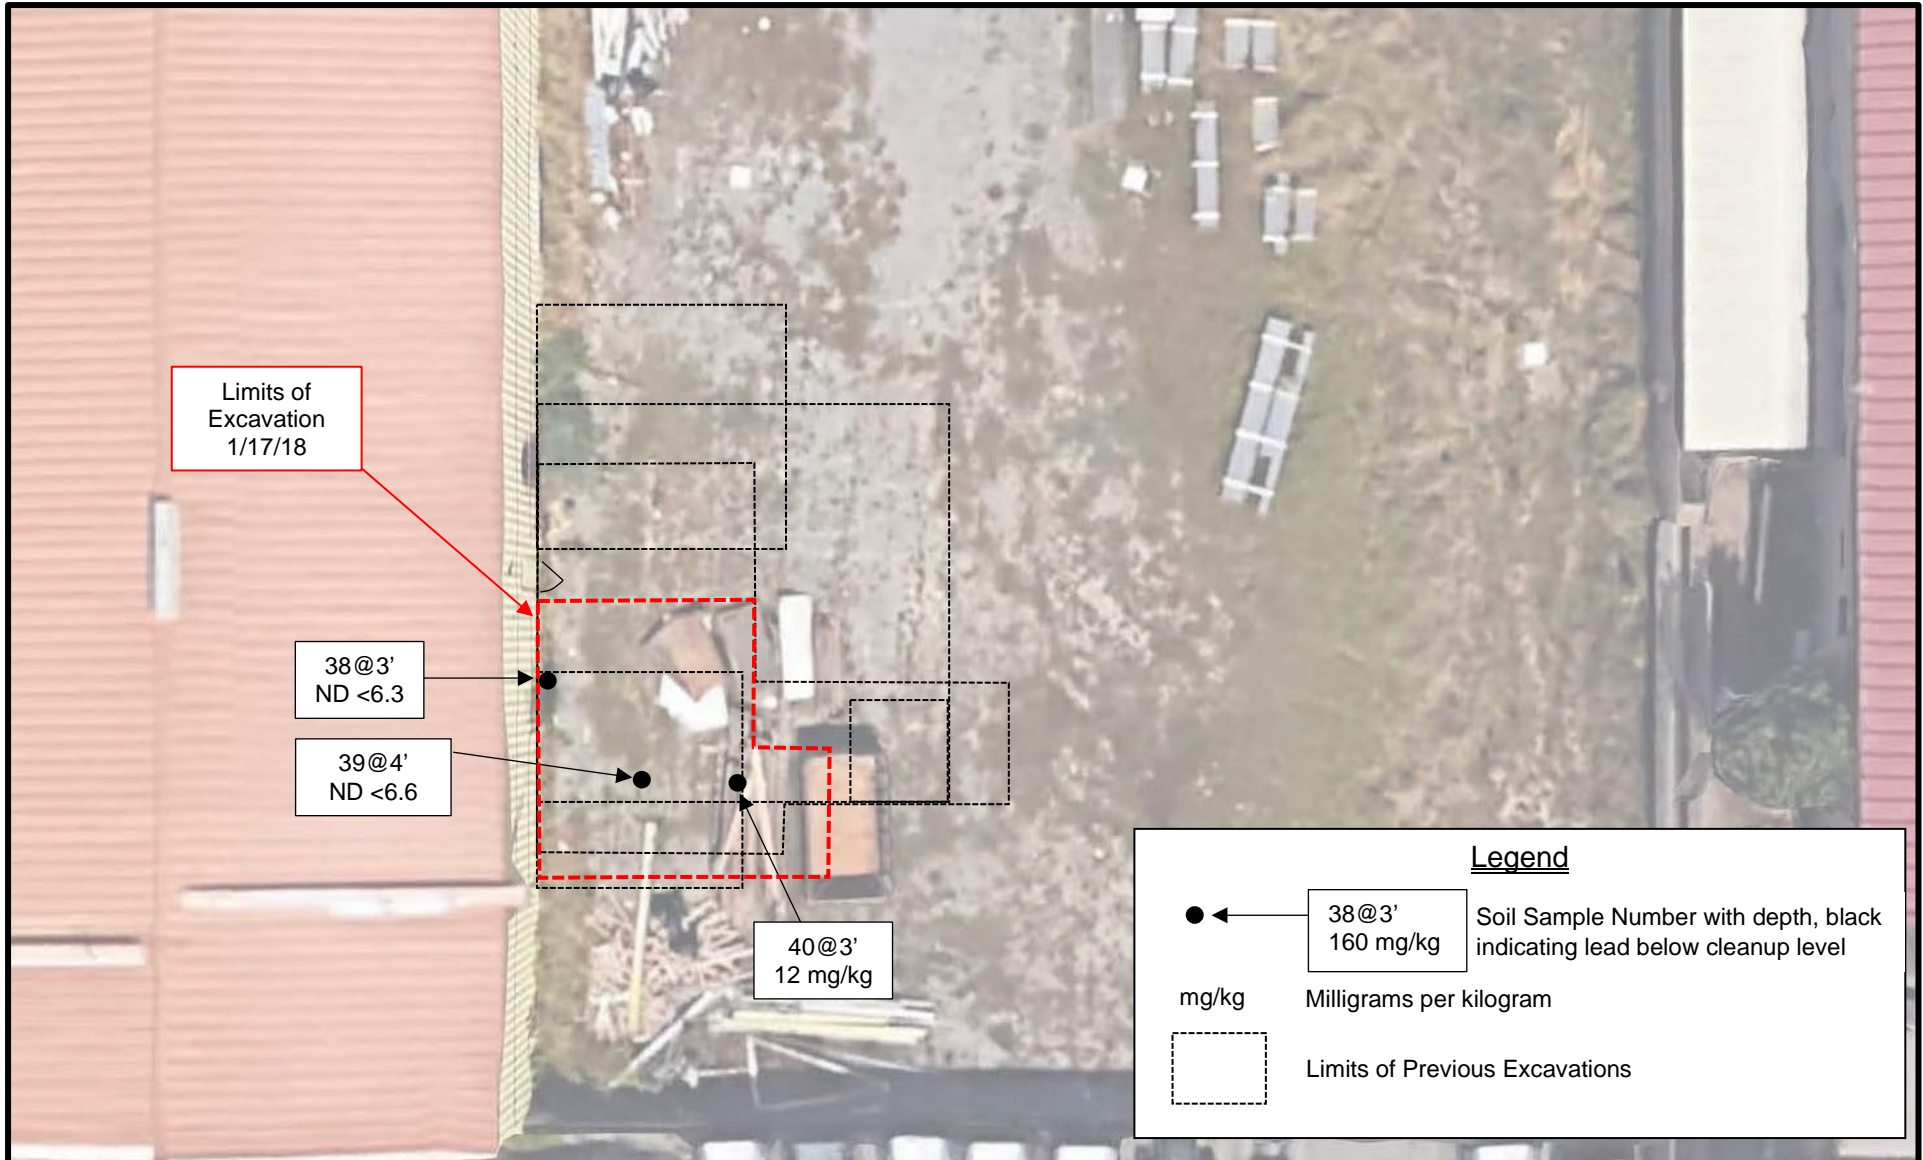 Limits of
Excavation
1/17/18
38@3’
ND <6.3
39@4’
ND <6.6
40@3’
12 mg/kg
Legend
38@3’
160 mg/kg
Soil Sample Number with depth, black
indicating lead below cleanup level
mg/kg Milligrams per kilogram
Limits of Previous Excavations